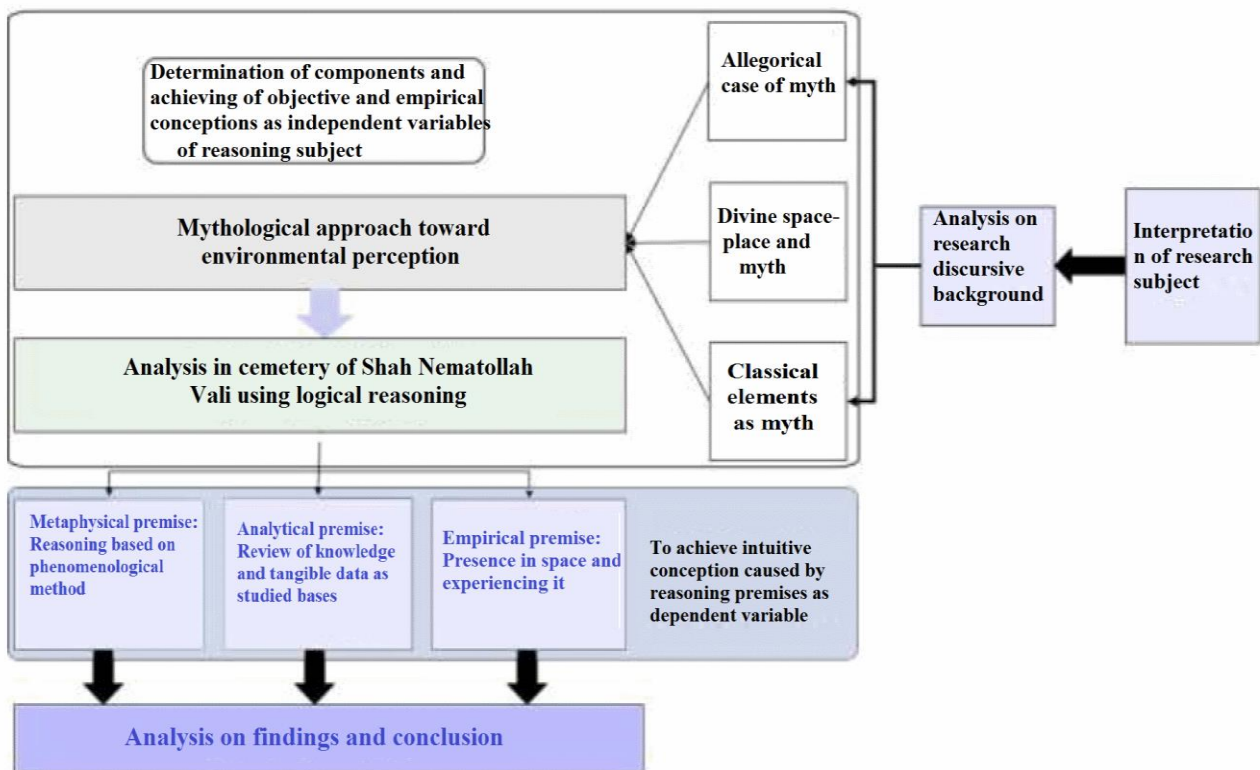 Determination of components and
achieving of objective and empirical
conceptions as independent variables
of reasoning subject
Allegorical
case of myth
Mythological approach toward
environmental perception
Divine space-
place and
myth
Analysis on
research
discursive
background
Interpretatio
n of research
subject
Analysis in cemetery of Shah Nematollah
Vali using logical reasoning
Classical
elements
as myth
Metaphysical premise:
Reasoning based on
phenomenological
method
Analytical premise:
Review of knowledge
and tangible data as
studied bases
Empirical premise:
Presence in space and
experiencing it
To achieve intuitive
conception caused by
reasoning premises as
dependent variable
Analysis on findings and conclusion